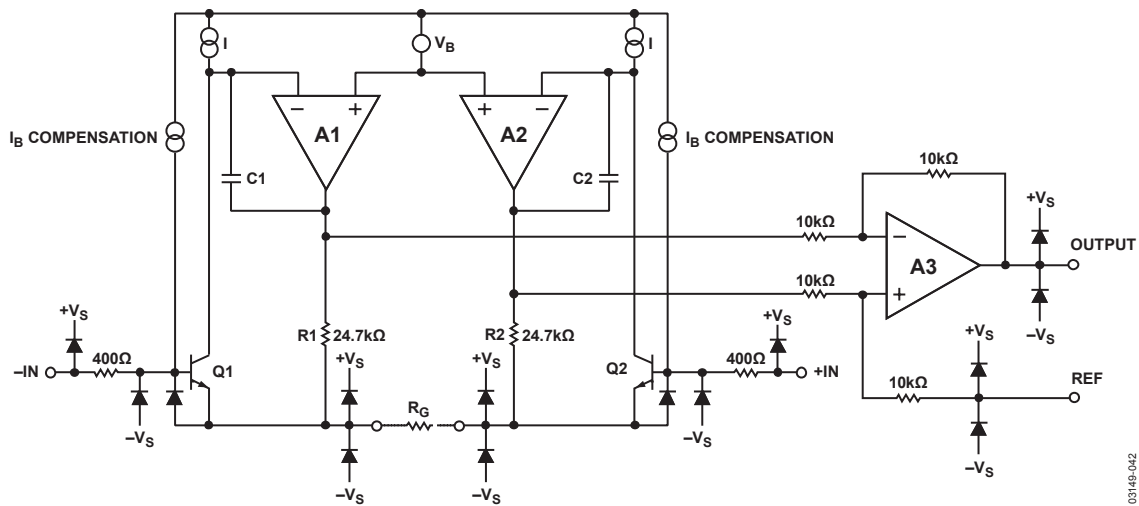 I
V_B
I
I_B COMPENSATION
− +
A1
+ −
A2
I_B COMPENSATION
C1
C2
10kΩ
10kΩ
−
+V_S
OUTPUT
A3
10kΩ
+
−V_S
+V_S
R1 24.7kΩ
R2 24.7kΩ
+V_S
−IN 400Ω
Q1
+V_S
+V_S
Q2
400Ω
+IN
+V_S
10kΩ
REF
−V_S
R_G
−V_S
−V_S
−V_S
−V_S
03149-042